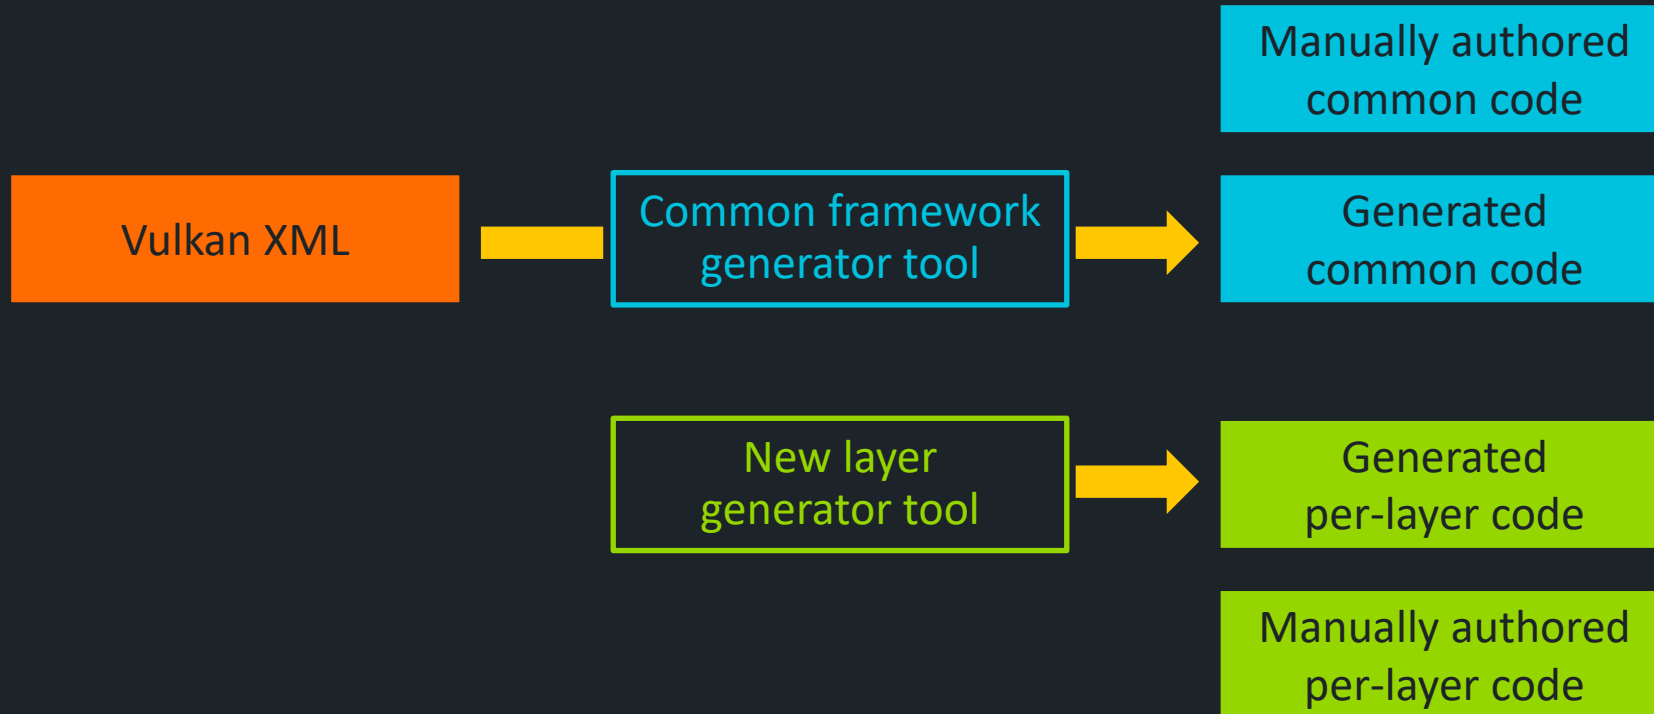 Manually authored
common code
Vulkan XML
Common framework
generator tool
Generated
common code
New layer
generator tool
Generated
per-layer code
Manually authored
per-layer code